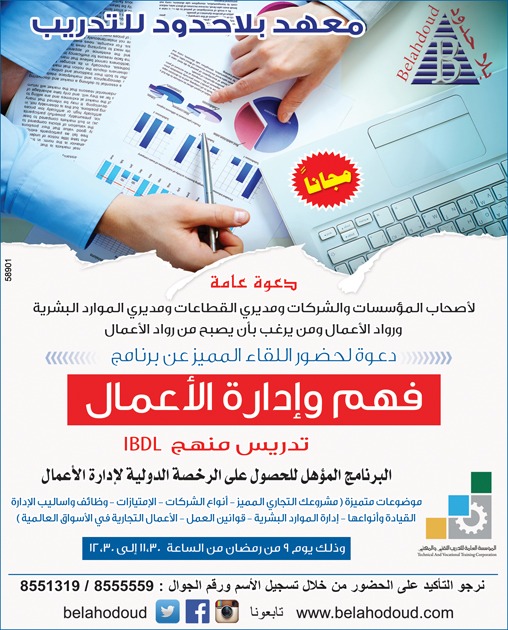 معهد بلاحدود للتدريب
Belahdoud
بلا حدود
B
مجاناً
58901
دعوة عامة
لأصحاب المؤسسات والشركات ومديري القطاعات ومديري الموارد البشرية
ورواد الأعمال ومن يرغب بأن يصبح من رواد الأعمال
دعوة لحضور اللقاء المميز عن برنامج
فهم وإدارة الأعمال
تدريس منهج IBDL
البرنامج المؤهل للحصول على الرخصة الدولية لإدارة الأعمال
موضوعات متميزة ( مشروعك التجاري المميز - أنواع الشركات - الإمتيازات - وظائف واساليب الإدارة
القيادة وأنواعها - إدارة الموارد البشرية - قوانين العمل - الأعمال التجارية في الأسواق العالمية )
المؤسسة العامة للتدريب التقني والمهني
Technical And Vocational Training Corporation
وذلك يوم ٩ من رمضان من الساعة ١١.٣٠ إلى ١٢.٣٠
نرجو التأكيد على الحضور من خلال تسجيل الأسم ورقم الجوال : 8555559 / 8551319
www.belahodoud.com تابعونا belahodoud